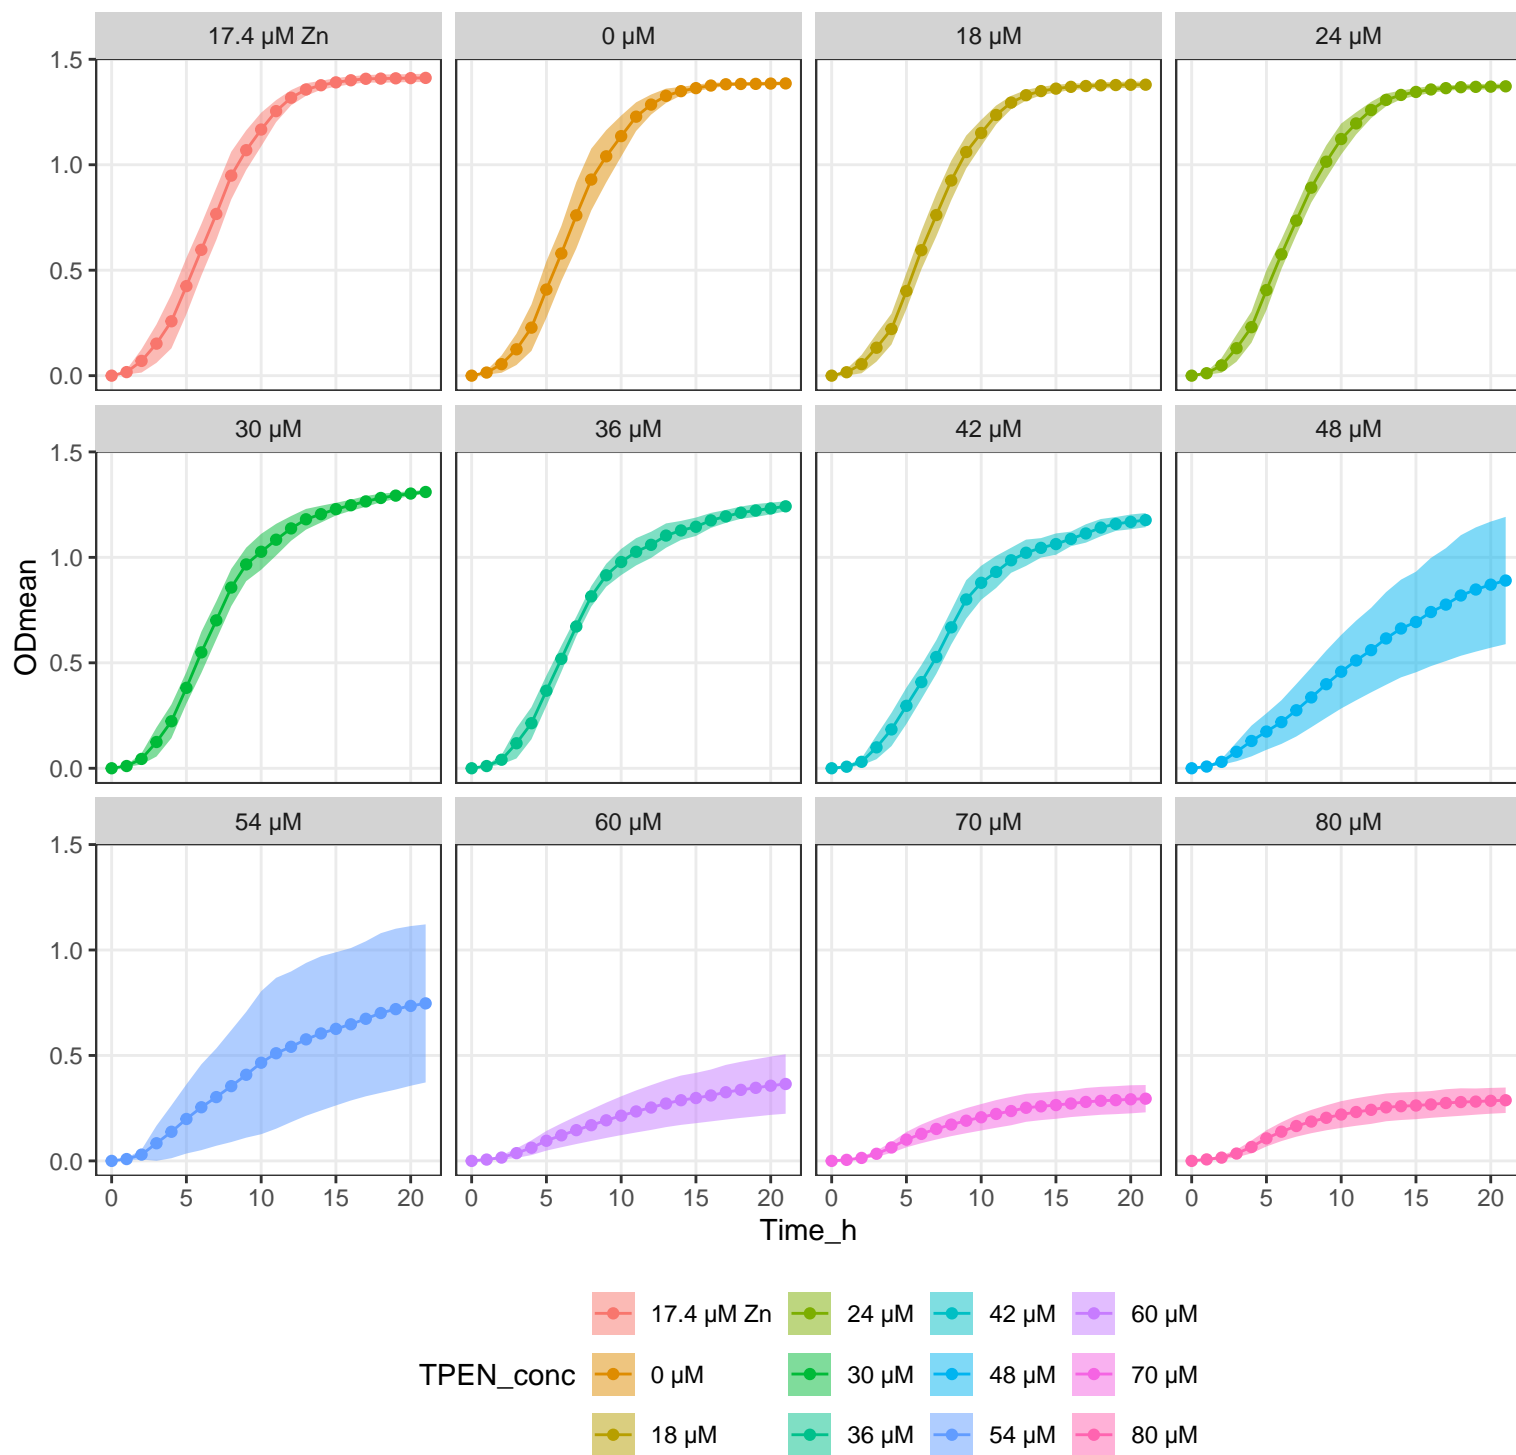 17.4 µM Zn 0 µM 18 µM 24 µM
1.5
1.0
0.5
0.0
30 µM 36 µM 42 µM 48 µM
1.5
1.0
0.5
0.0
ODmean
54 µM 60 µM 70 µM 80 µM
1.5
1.0
0.5
0.0
0 5 10 15 20 0 5 10 15 20 0 5 10 15 20 0 5 10 15 20
Time_h
TPEN_conc
17.4 µM Zn 24 µM 42 µM 60 µM
0 µM 30 µM 48 µM 70 µM
18 µM 36 µM 54 µM 80 µM